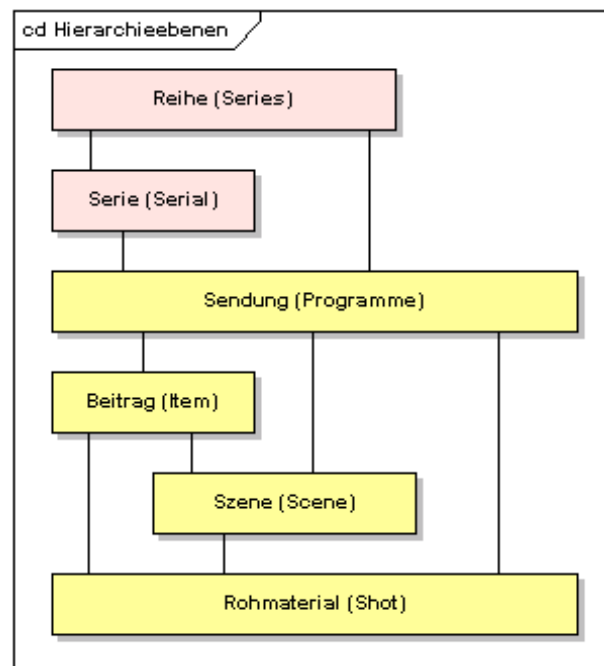 cd Hierarchieebenen
Reihe (Series)
Serie (Serial)
Sendung (Programme)
Beitrag (Item)
Szene (Scene)
Rohmaterial (Shot)